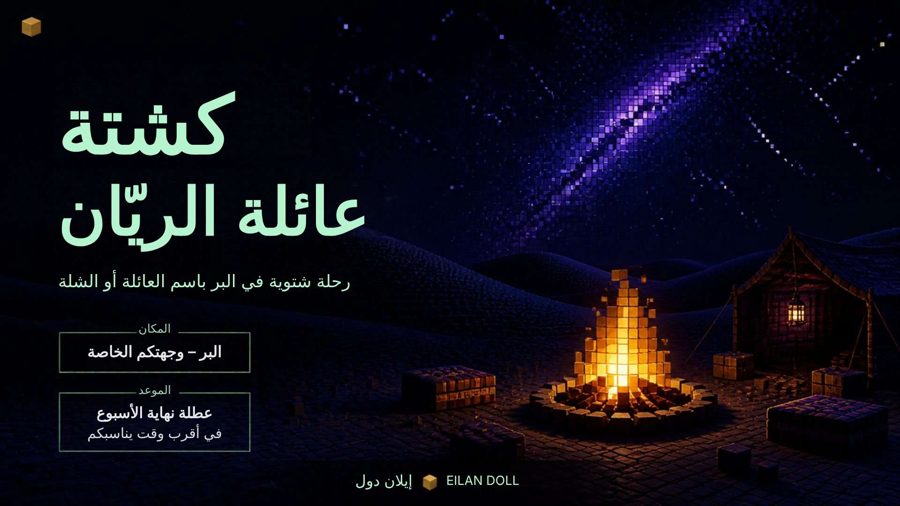 كشتة
عائلة الريّان
رحلة شتوية في البر باسم العائلة أو الشلة
المكان
البر – وجهتكم الخاصة
الموعد
عطلة نهاية الأسبوع
في أقرب وقت يناسبكم
إيلان دول EILAN DOLL